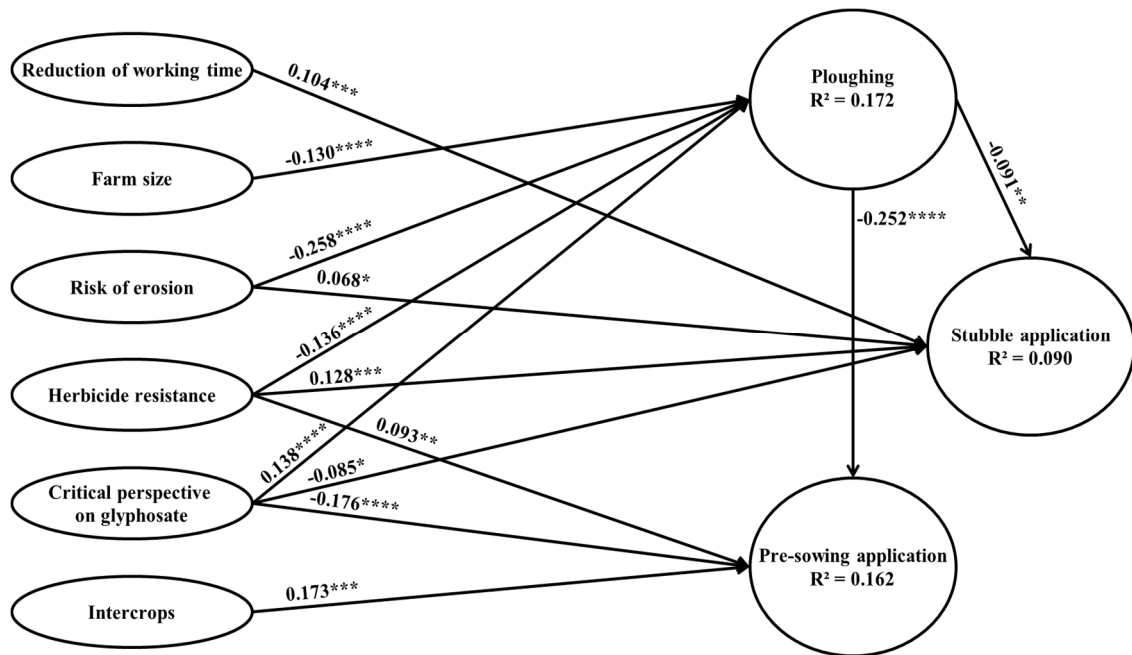 Reduction of working time
Farm size
Risk of erosion
Herbicide resistance
Critical perspective
on glyphosate
Intercrops
0.104***
-0.130****
-0.258****
0.068*
-0.136****
0.128***
0.093**
0.138****
-0.085*
-0.176****
0.173***
Ploughing
R² = 0.172
-0.091**
-0.252****
Stubble application
R² = 0.090
Pre-sowing application
R² = 0.162